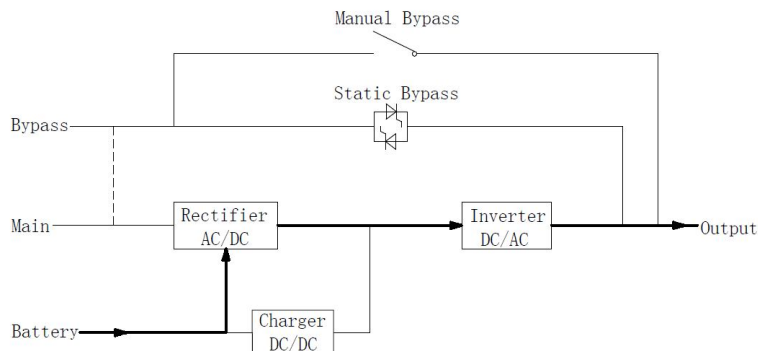 Manual Bypass
Static Bypass
Bypass
Main
Rectifier
AC/DC
Inverter
DC/AC
Output
Battery
Charger
DC/DC